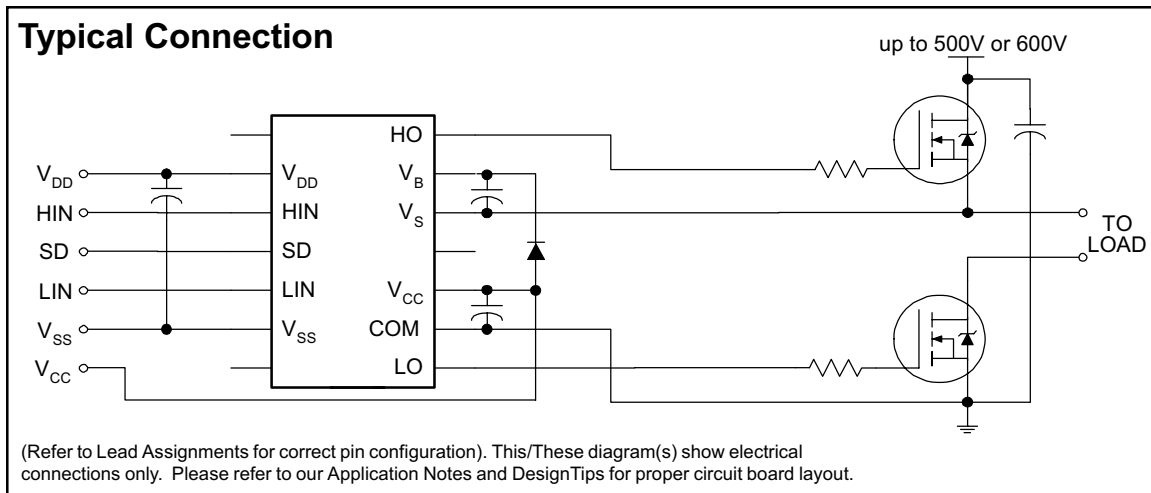 Typical Connection
up to 500V or 600V
HO
VDD
VDD
VB
HIN
HIN
VS
TO
LOAD
SD
SD
LIN
LIN
VCC
VSS
VSS
COM
VCC
LO
(Refer to Lead Assignments for correct pin configuration). This/These diagram(s) show electrical
connections only. Please refer to our Application Notes and DesignTips for proper circuit board layout.